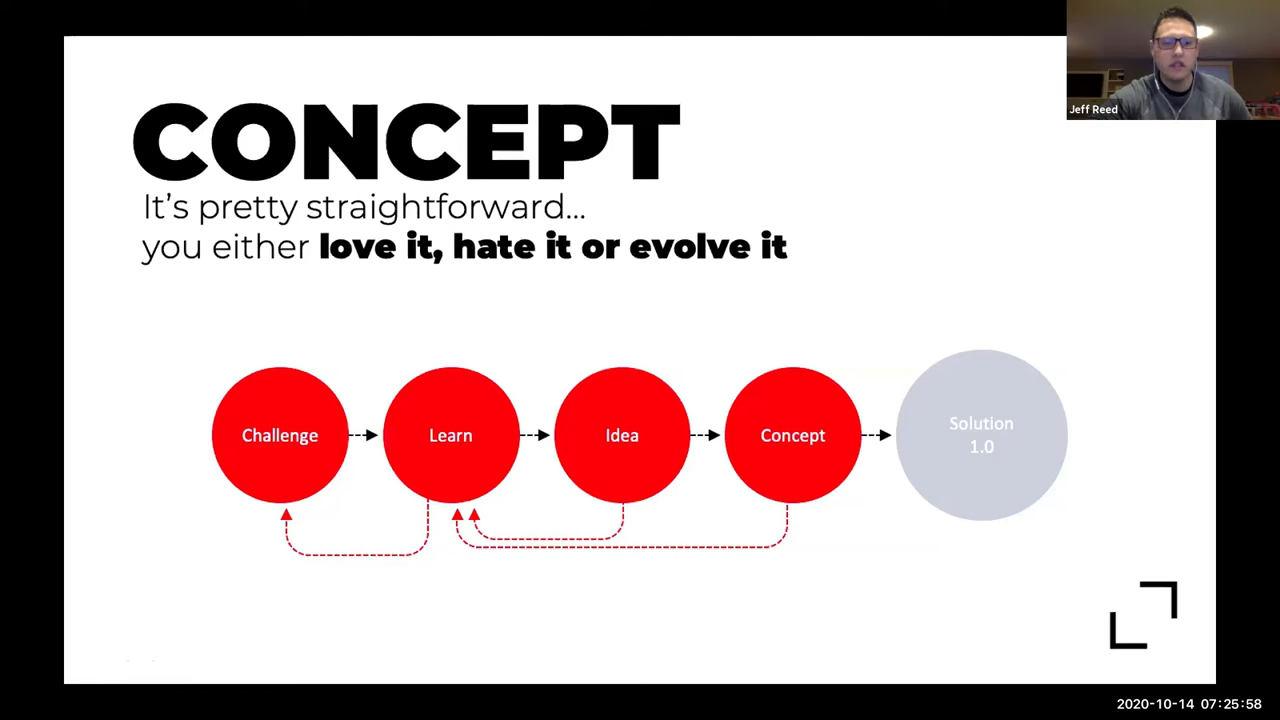 CONCEPT
It's pretty straightforward...
you either love it, hate it or evolve it
Jeff Reed
Challenge
Learn
Idea
Concept
Solution
1.0
2020-10-14 07:25:58